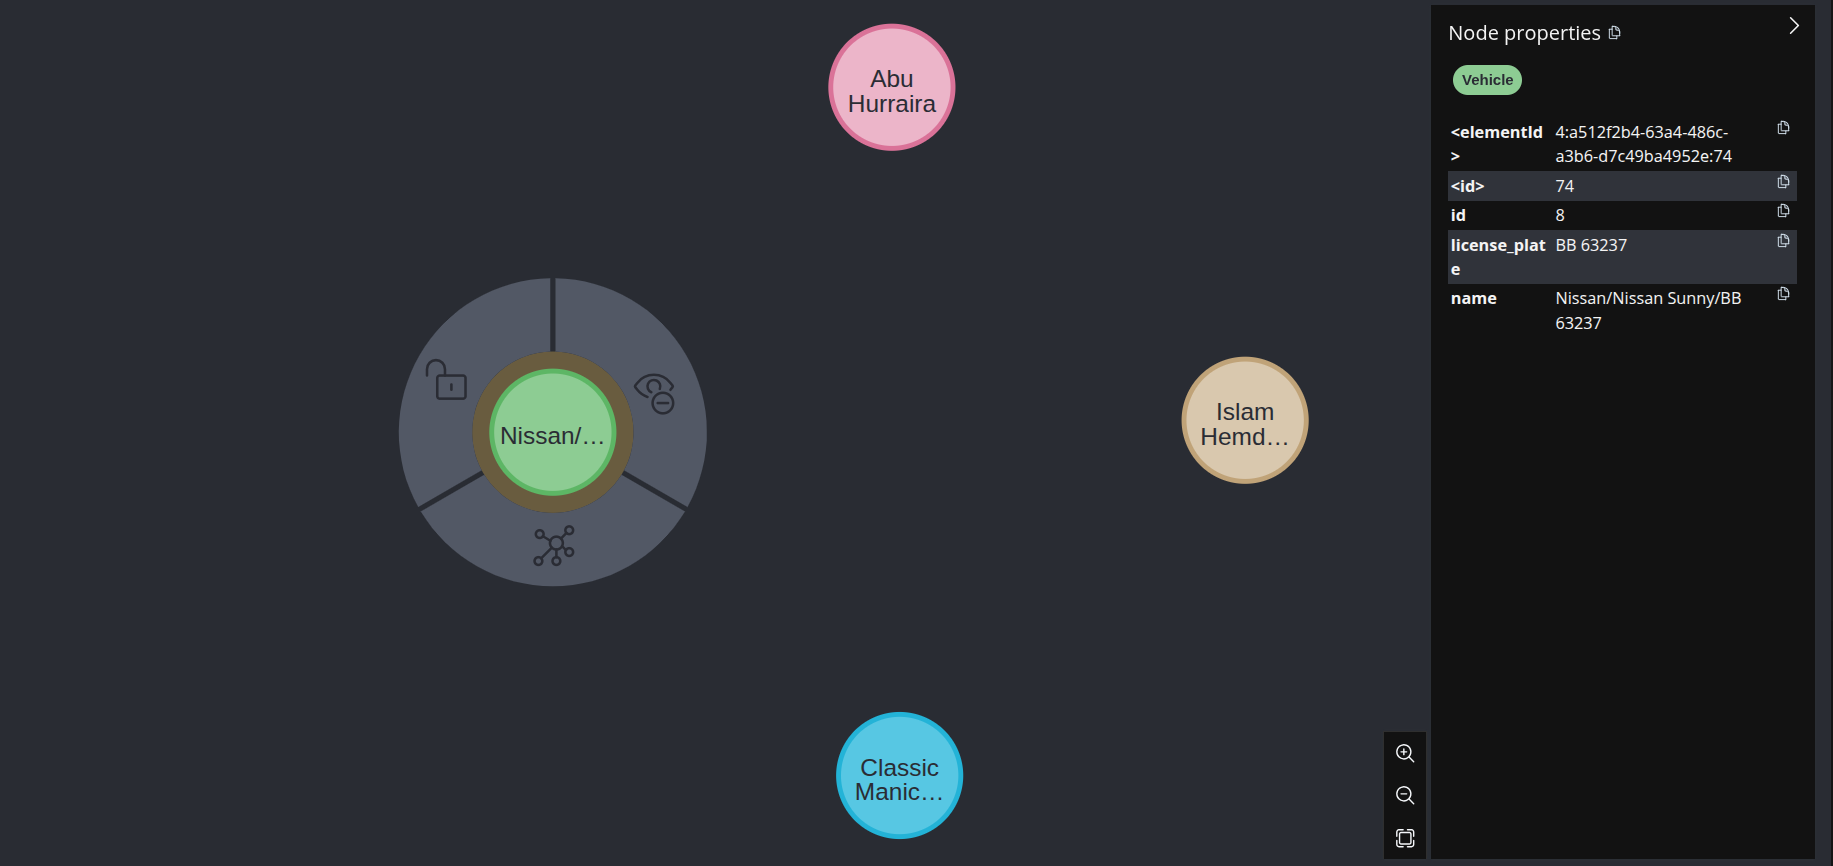 Abu
Hurraira
Nissan/...
Islam
Hemd...
Classic
Manic...
Node properties
Vehicle
<elementId
>
4:a512f2b4-63a4-486c-
a3b6-d7c49ba4952e:74
<id> 74
id 8
license_plat
e
BB 63237
name Nissan/Nissan Sunny/BB
63237